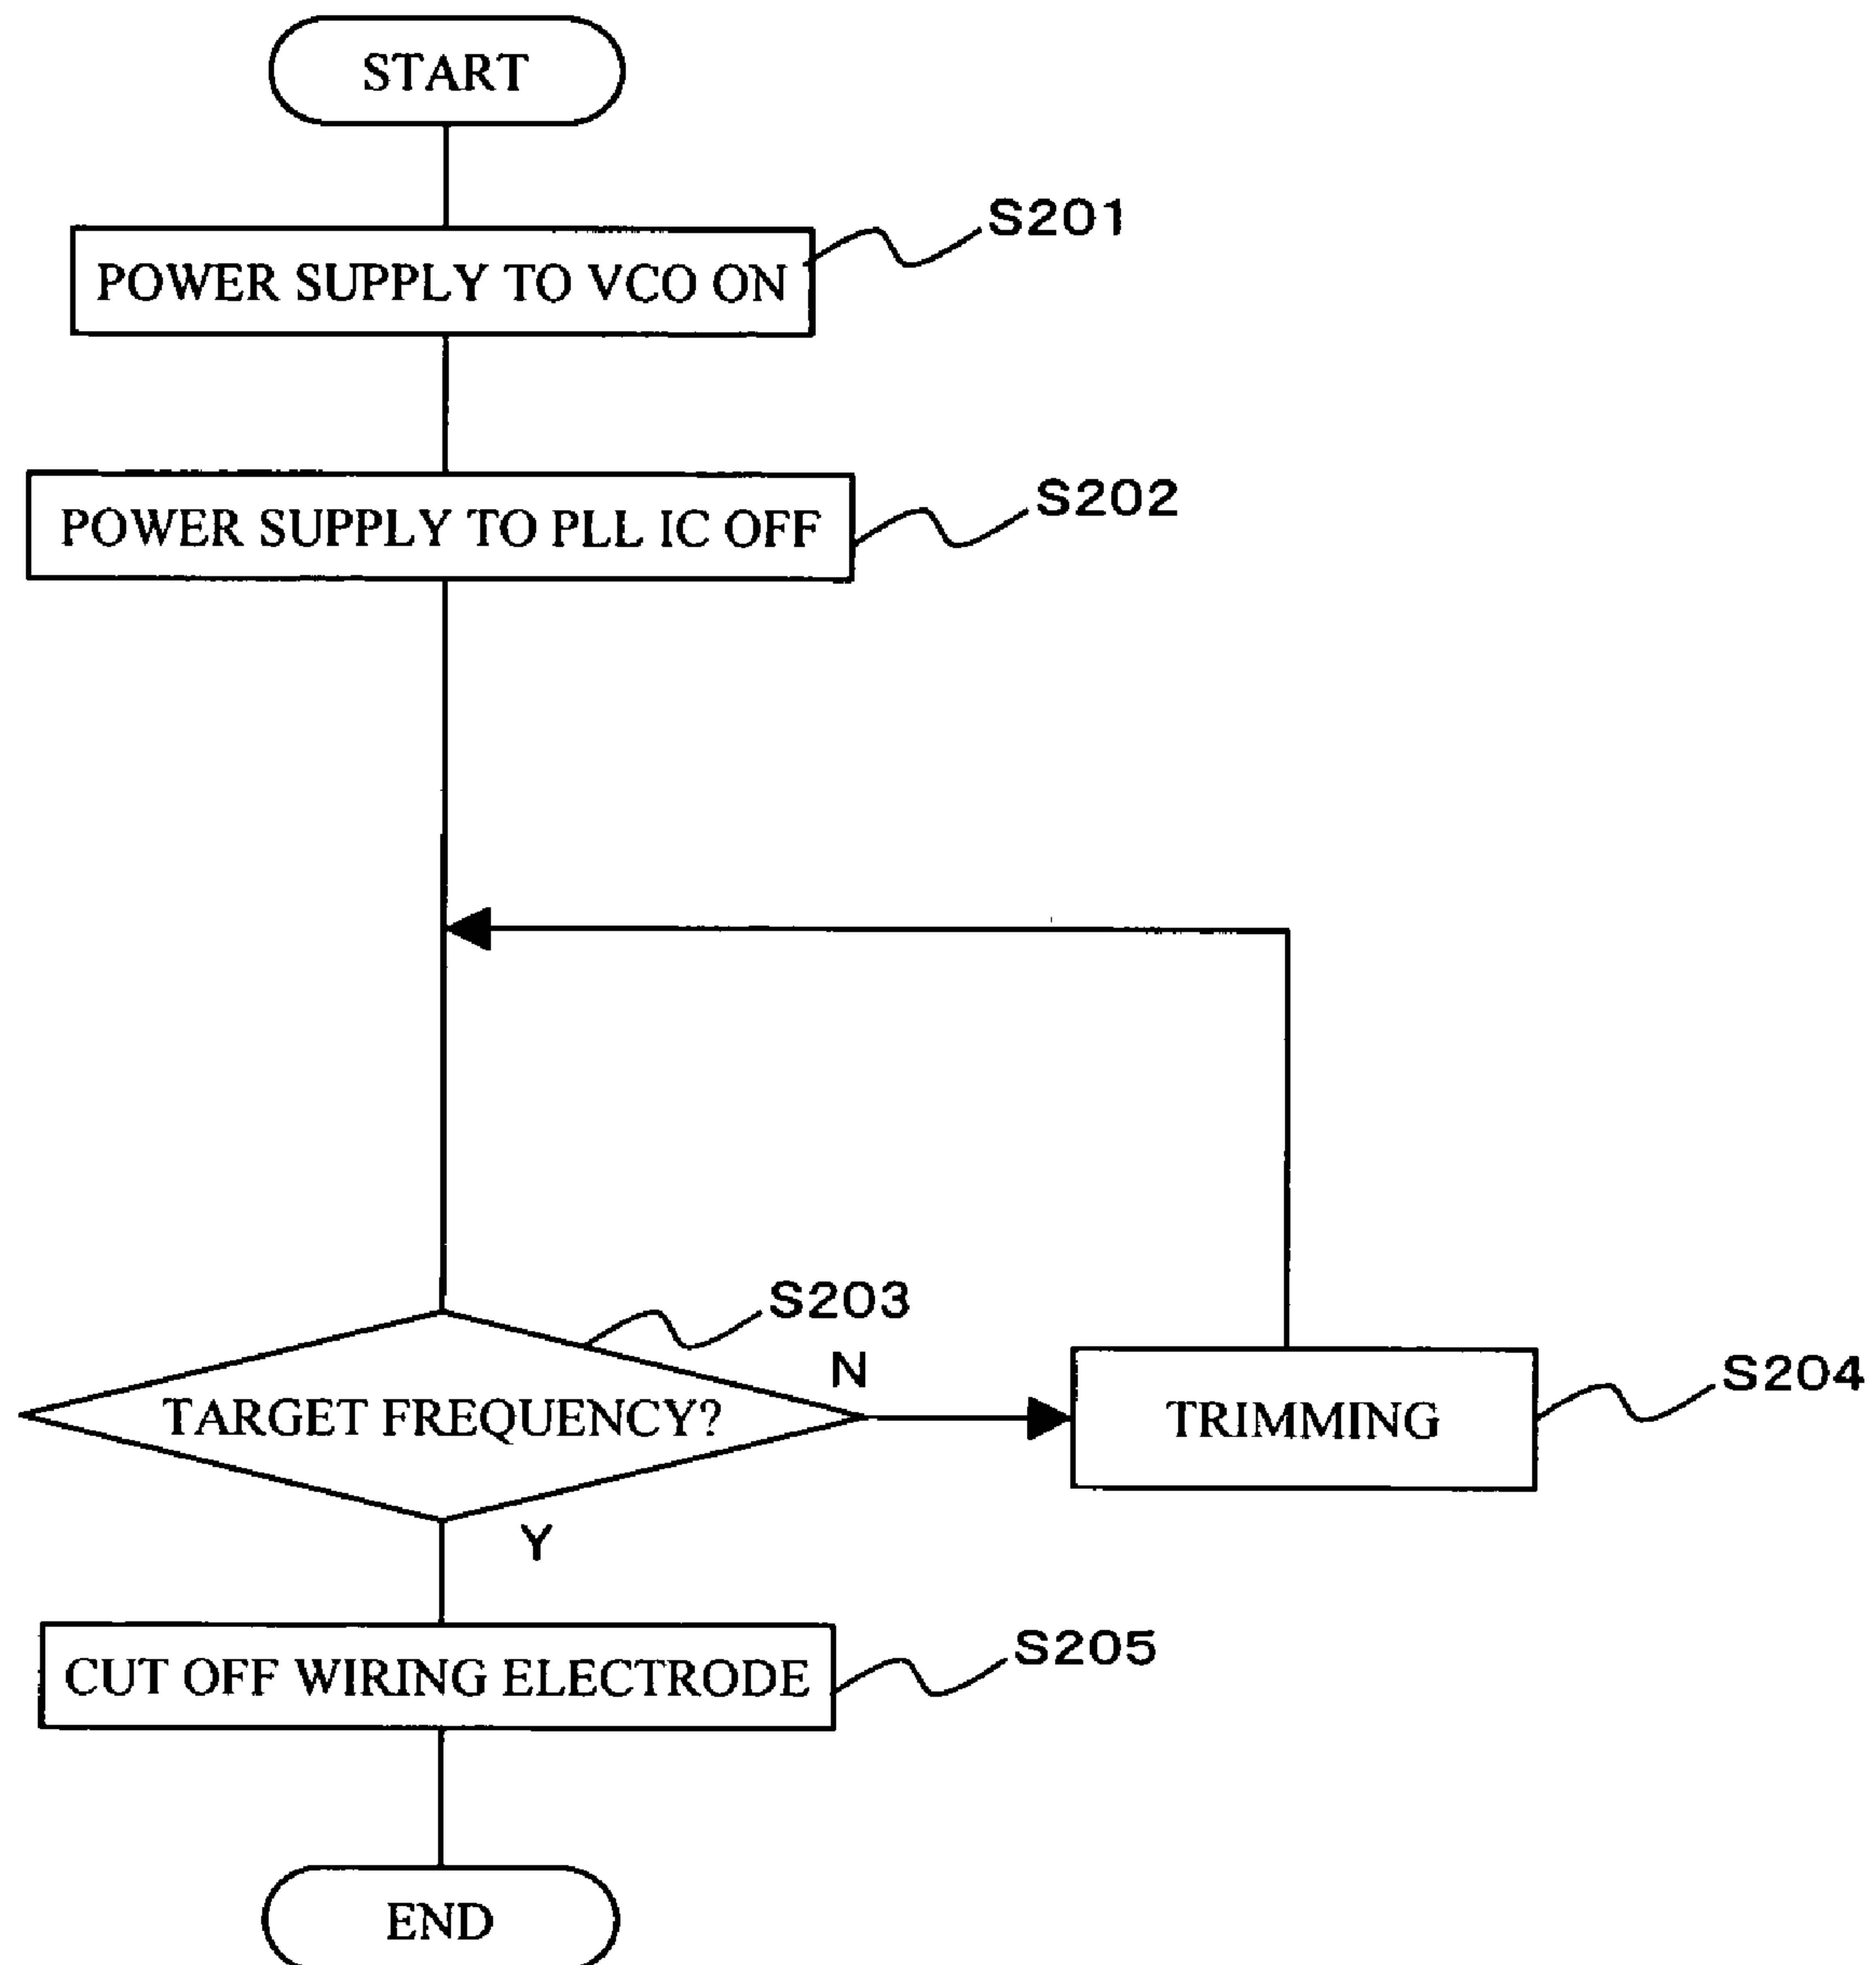 START
S201
POWER SUPPLY TO VCO ON
S202
POWER SUPPLY TO PLL IC OFF
S203
N
TARGET FREQUENCY?
S204
TRIMMING
Y
S205
CUT OFF WIRING ELECTRODE
END